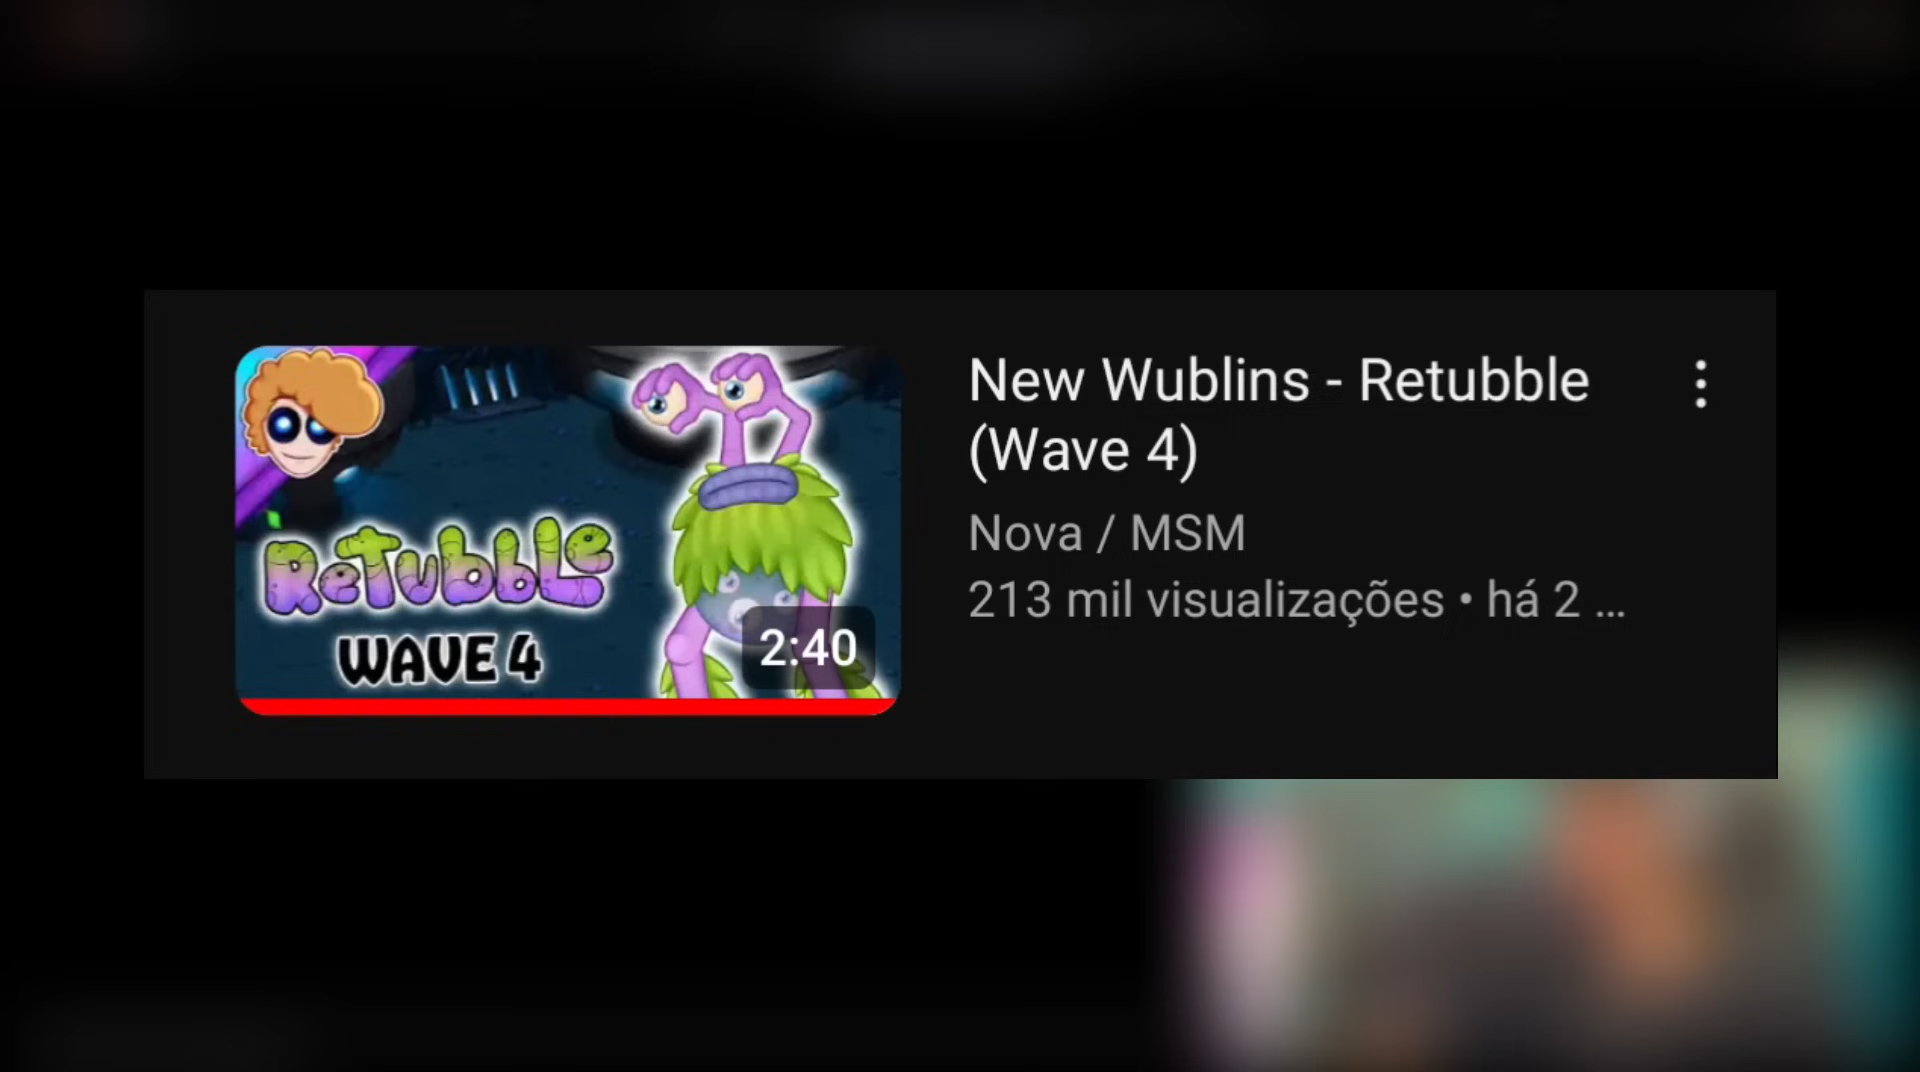 ReTubble
WAVE 4
2:40
New Wublins - Retubble
(Wave 4)
Nova / MSM
213 mil visualizações • há 2 ...